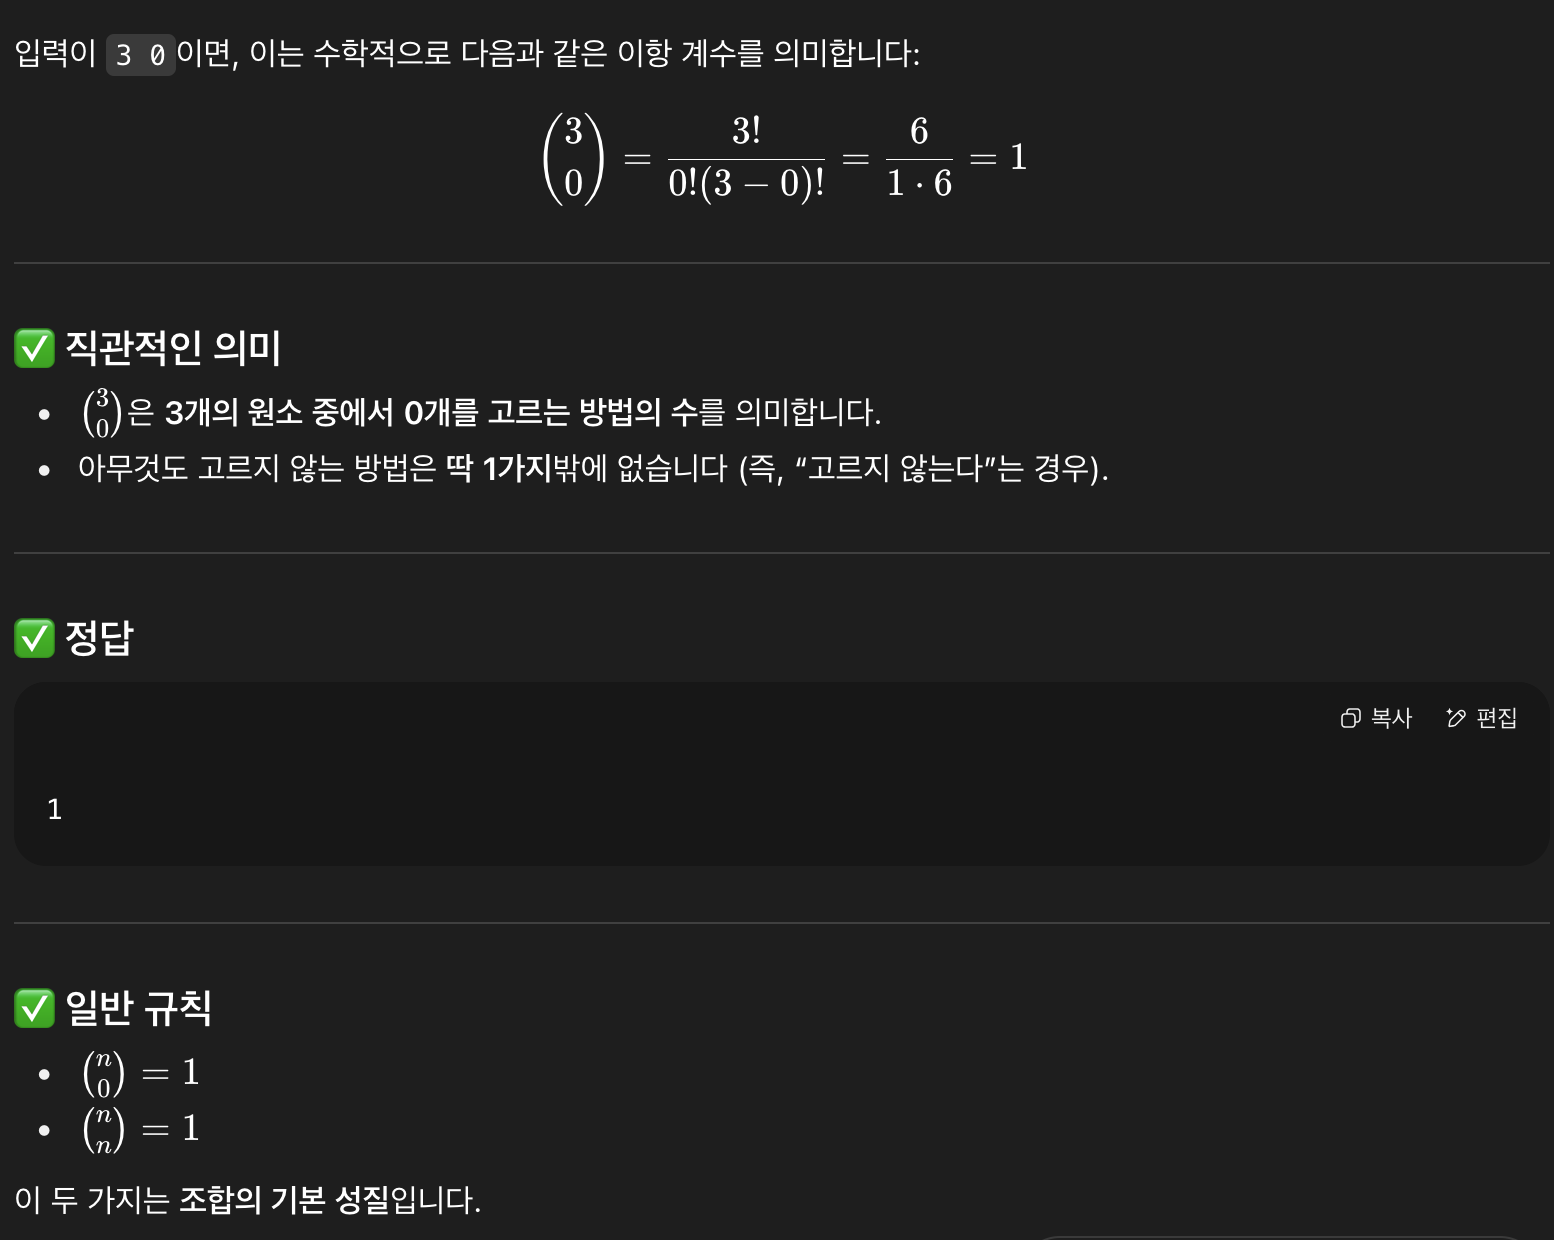 입력이 3 0이면, 이는 수학적으로 다음과 같은 이항 계수를 의미합니다:
(3 0) = 3! / 0!(3 − 0)! = 6 / 1 · 6 = 1
✅ 직관적인 의미
• (3 0)은 3개의 원소 중에서 0개를 고르는 방법의 수를 의미합니다.
• 아무것도 고르지 않는 방법은 딱 1가지밖에 없습니다 (즉, “고르지 않는다”는 경우).
✅ 정답
복사 편집
1
✅ 일반 규칙
• (n 0) = 1
• (n n) = 1
이 두 가지는 조합의 기본 성질입니다.